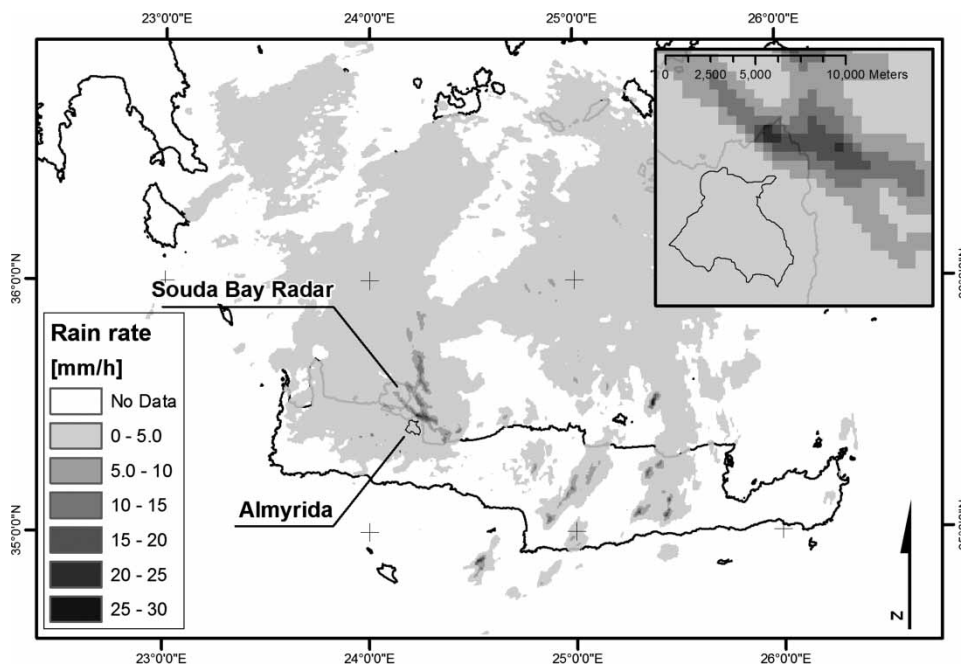 23°0'0"E 24°0'0"E 25°0'0"E 26°0'0"E
0 2,500 5,000 10,000 Meters
36°0'0"N
Souda Bay Radar
Rain rate
[mm/h]
No Data
0 - 5.0
5.0 - 10
10 - 15
15 - 20
20 - 25
25 - 30
Almyrida
35°0'0"N 35°0'0"N
N
23°0'0"E 24°0'0"E 25°0'0"E 26°0'0"E